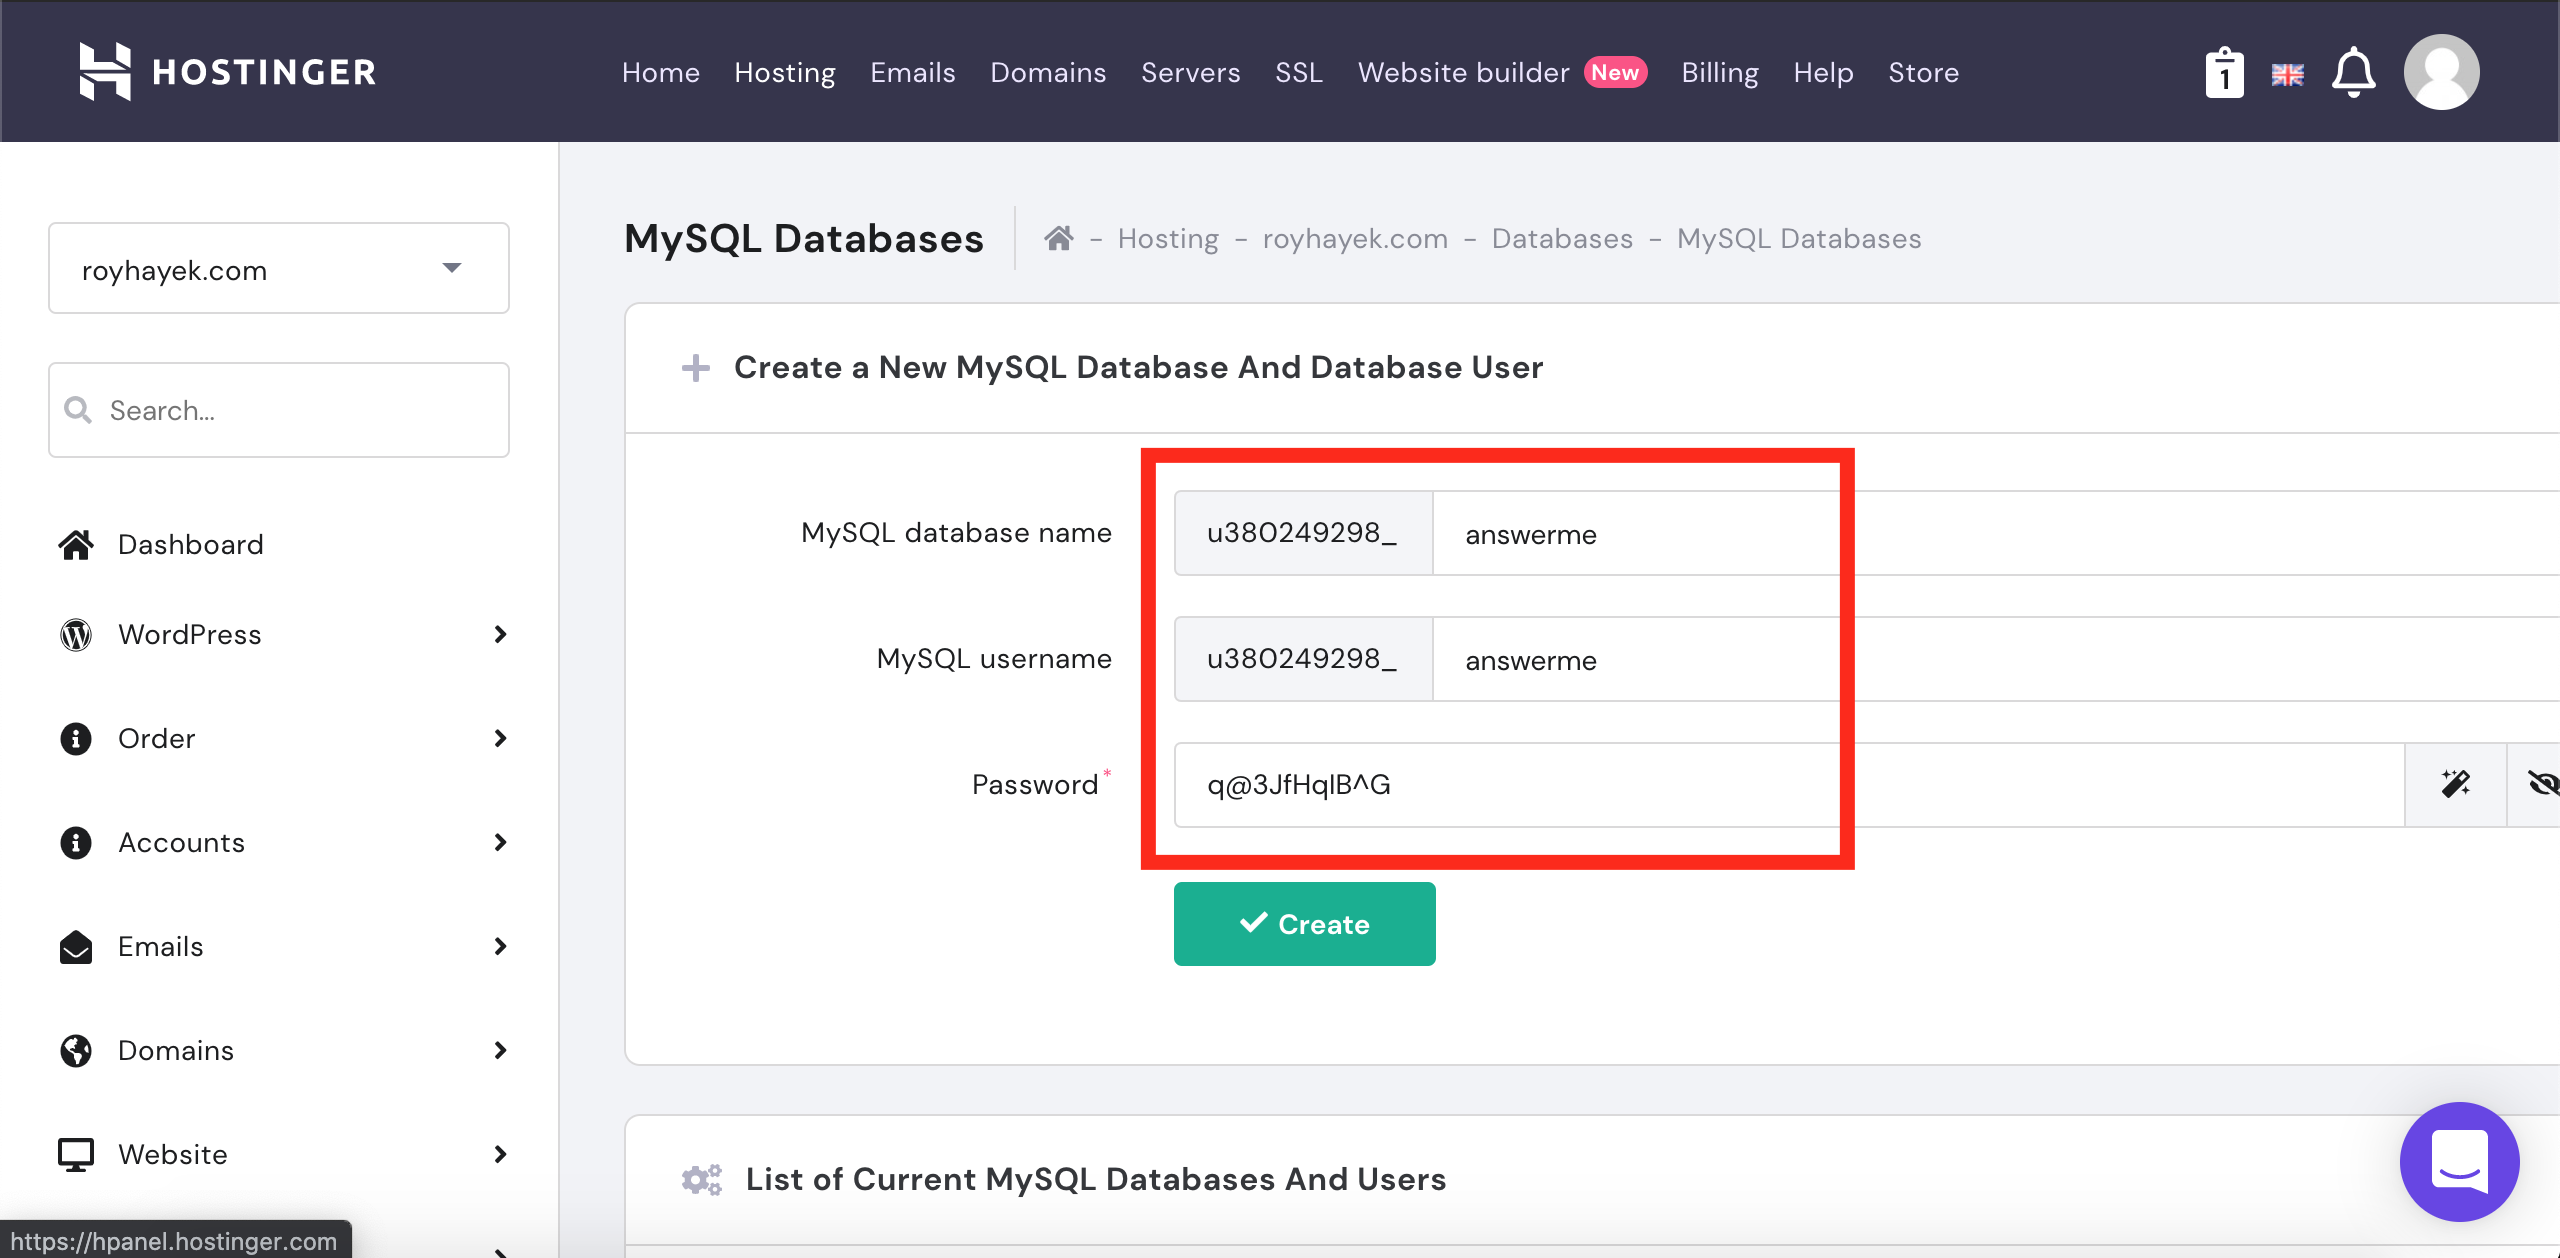 HOSTINGER
Home Hosting Emails Domains Servers SSL Website builder New Billing Help Store
1
royhayek.com
Search...
Dashboard
WordPress
Order
Accounts
Emails
Domains
Website
https://hpanel.hostinger.com
MySQL Databases
- Hosting - royhayek.com - Databases - MySQL Databases
Create a New MySQL Database And Database User
MySQL database name u380249298_ answerme
MySQL username u380249298_ answerme
Password* q@3JfHqIB^G
Create
List of Current MySQL Databases And Users